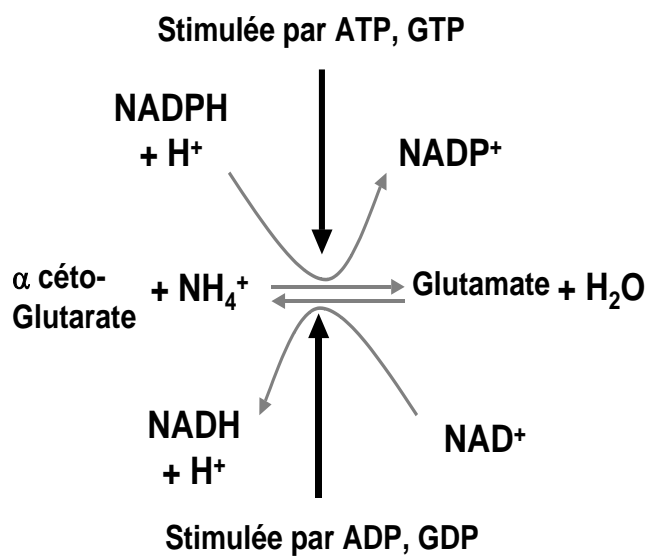 Stimulée par ATP, GTP
NADPH
+ H⁺
NADP⁺
α céto-
Glutarate
+ NH₄⁺
Glutamate + H₂O
NADH
+ H⁺
NAD⁺
Stimulée par ADP, GDP